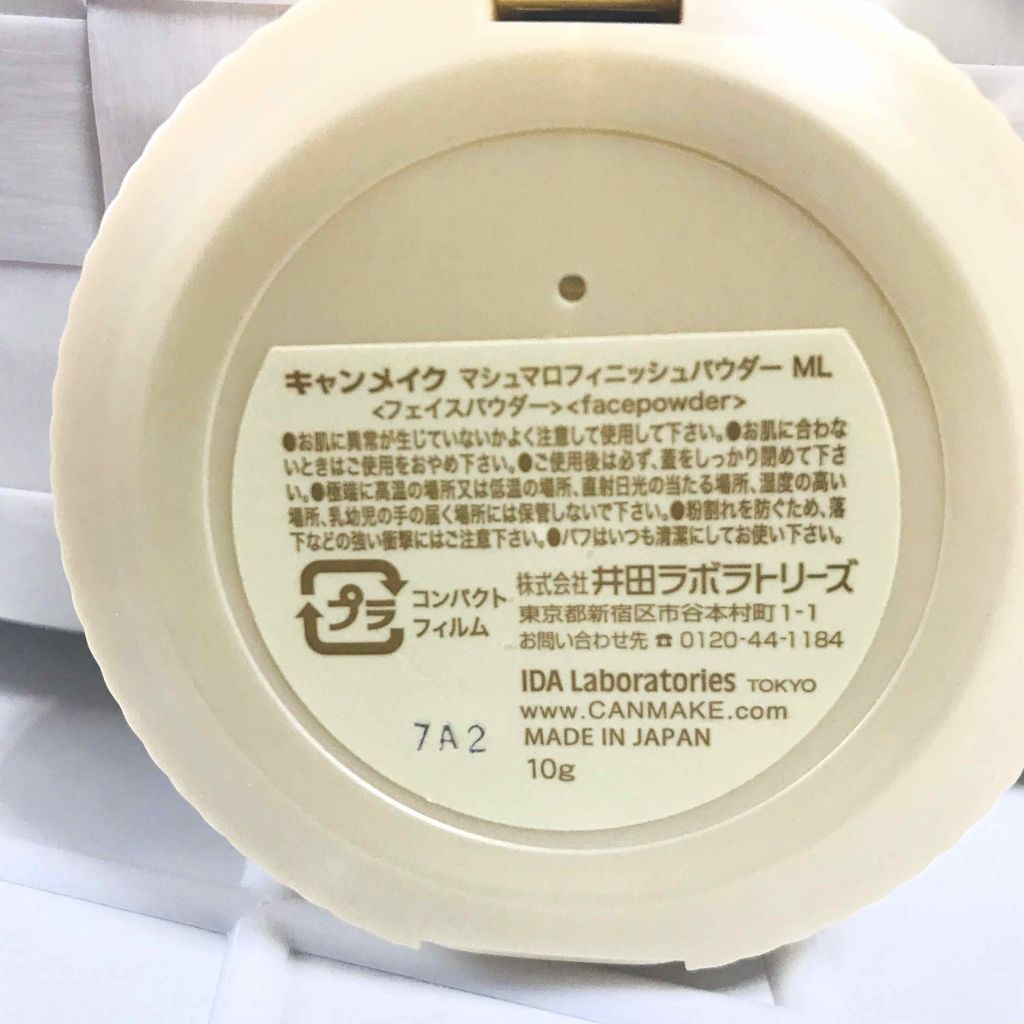 キャンメイク マシュマロフィニッシュパウダー ML
<フェイスパウダー><facepowder>
●お肌に異常が生じていないかよく注意して使用して下さい。●お肌に合わな
いときはご使用をおやめ下さい。●ご使用後は必ず、蓋をしっかり閉めて下さ
い。●極端に高温の場所又は低温の場所、直射日光の当たる場所、湿度の高い
場所、乳幼児の手の届く場所には保管しないで下さい。●粉割れを防ぐため、落
下などの強い衝撃にはご注意下さい。●パフはいつも清潔にしてお使い下さい。
プラ
コンパクト
フィルム
株式会社 井田ラボラトリーズ
東京都新宿区市谷本村町1-1
お問い合わせ先 ☎ 0120-44-1184
IDA Laboratories TOKYO
www.CANMAKE.com
MADE IN JAPAN
7A2
10g